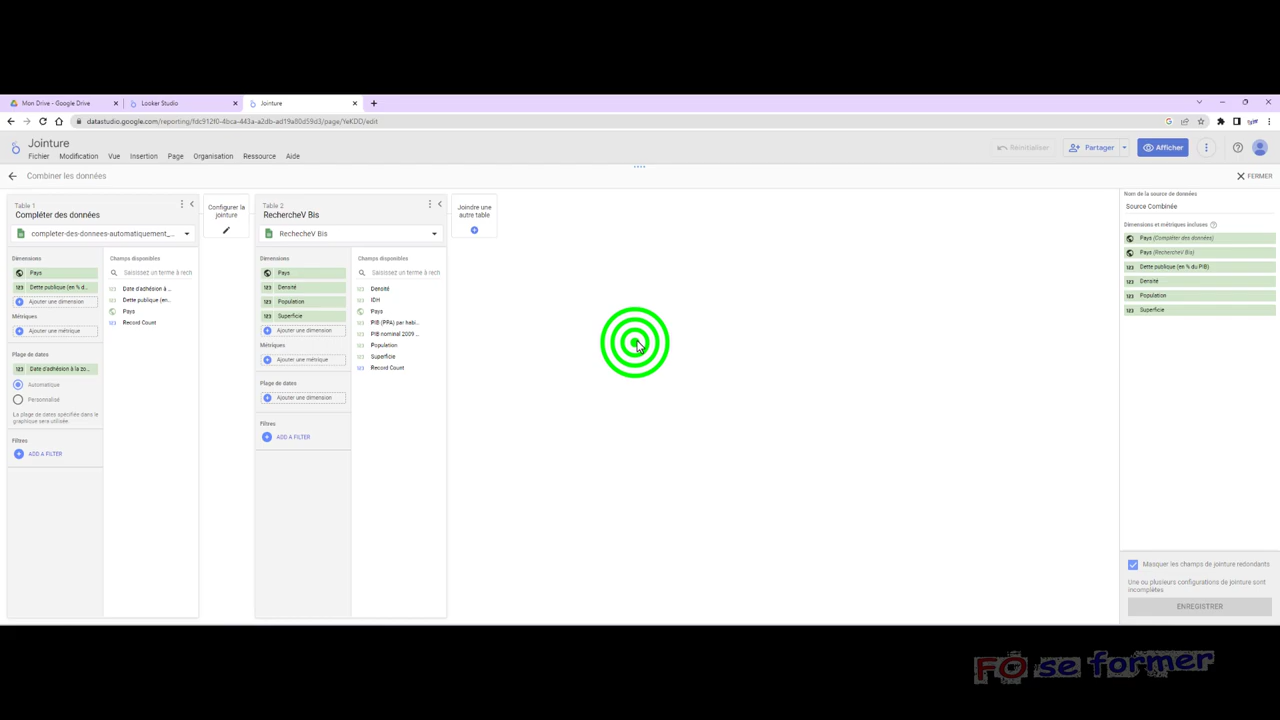 Mon Drive - Google Drive
Looker Studio
Jointure
datastudio.google.com/reporting/fdc912f0-4bca-443a-a2db-ad19a80d59d3/page/YeKDD/edit
Jointure
Fichier Modification Vue Insertion Page Organisation Ressource Aide
Réinitialiser
Partager
Afficher
Combiner les données
FERMER
Table 1
Compléter des données
completer-des-donnees-automatiquement_...
Dimensions
Pays
Dette publique (en % d...
Ajouter une dimension
Métriques
Ajouter une métrique
Plage de dates
Date d'adhésion à la zo...
Automatique
Personnalisé
La plage de dates spécifiée dans le
graphique sera utilisée.
Filtres
ADD A FILTER
Champs disponibles
Saisissez un terme à rech
Date d'adhésion à ...
Dette publique (en...
Pays
Record Count
Configurer la
jointure
Table 2
RechercheV Bis
RechecheV Bis
Dimensions
Pays
Densité
Population
Superficie
Ajouter une dimension
Métriques
Ajouter une métrique
Plage de dates
Ajouter une dimension
Filtres
ADD A FILTER
Champs disponibles
Saisissez un terme à rech
Densité
IDH
Pays
PIB (PPA) par habi...
PIB nominal 2009 ...
Population
Superficie
Record Count
Joindre une
autre table
Nom de la source de données
Source Combinée
Dimensions et métriques incluses
Pays (Compléter des données)
Pays (RechercheV Bis)
Dette publique (en % du PIB)
Densité
Population
Superficie
Masquer les champs de jointure redondants
Une ou plusieurs configurations de jointure sont
incomplètes
ENREGISTRER
FO se former